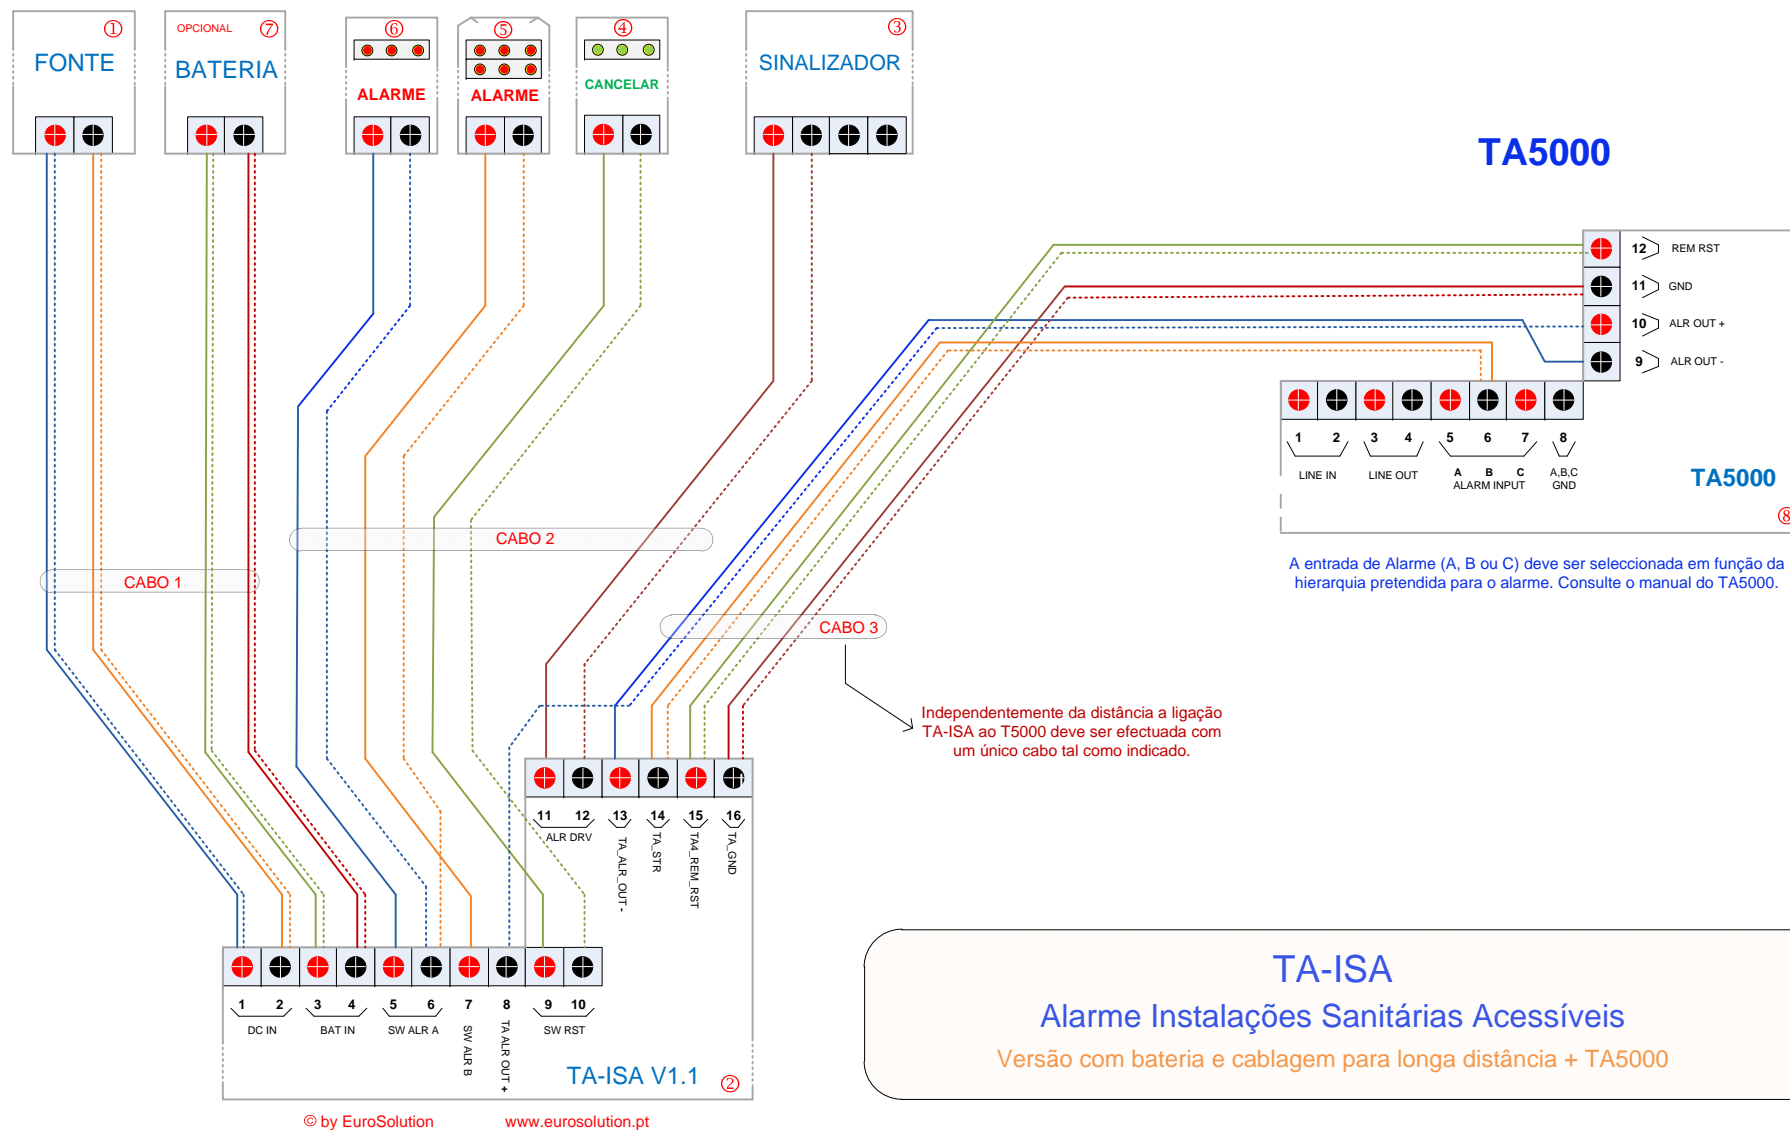 ①
FONTE
OPCIONAL ⑦
BATERIA
⑥
ALARME
⑤
ALARME
④
CANCELAR
③
SINALIZADOR
TA5000
12 REM RST
11 GND
10 ALR OUT +
9 ALR OUT -
1 2 3 4 5 6 7 8
LINE IN LINE OUT
A B C
ALARM INPUT
A,B,C
GND
TA5000
⑧
A entrada de Alarme (A, B ou C) deve ser seleccionada em função da
hierarquia pretendida para o alarme. Consulte o manual do TA5000.
CABO 2
CABO 1
CABO 3
Independentemente da distância a ligação
TA-ISA ao T5000 deve ser efectuada com
um único cabo tal como indicado.
11 12 13 14 15 16
ALR DRV
TA_ALR_OUT -
TA_STR
TA4_REM_RST
TA_GND
1 2 3 4 5 6 7 8 9 10
DC IN BAT IN SW ALR A
SW ALR B
TA ALR OUT +
SW RST
TA-ISA V1.1 ②
TA-ISA
Alarme Instalações Sanitárias Acessíveis
Versão com bateria e cablagem para longa distância + TA5000
© by EuroSolution www.eurosolution.pt